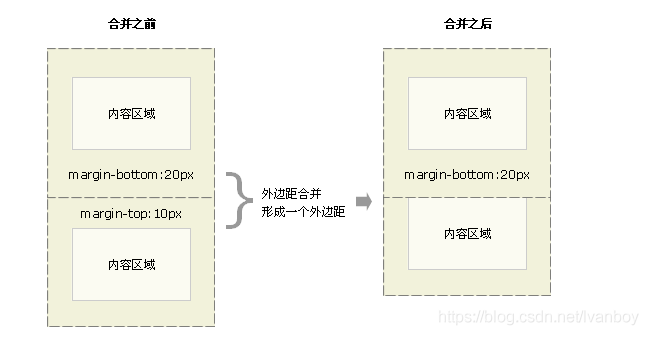 合并之前
合并之后
内容区域
内容区域
margin-bottom:20px
margin-bottom:20px
外边距合并
形成一个外边距
margin-top:10px
内容区域
内容区域
https://blog.csdn.net/lvanboy